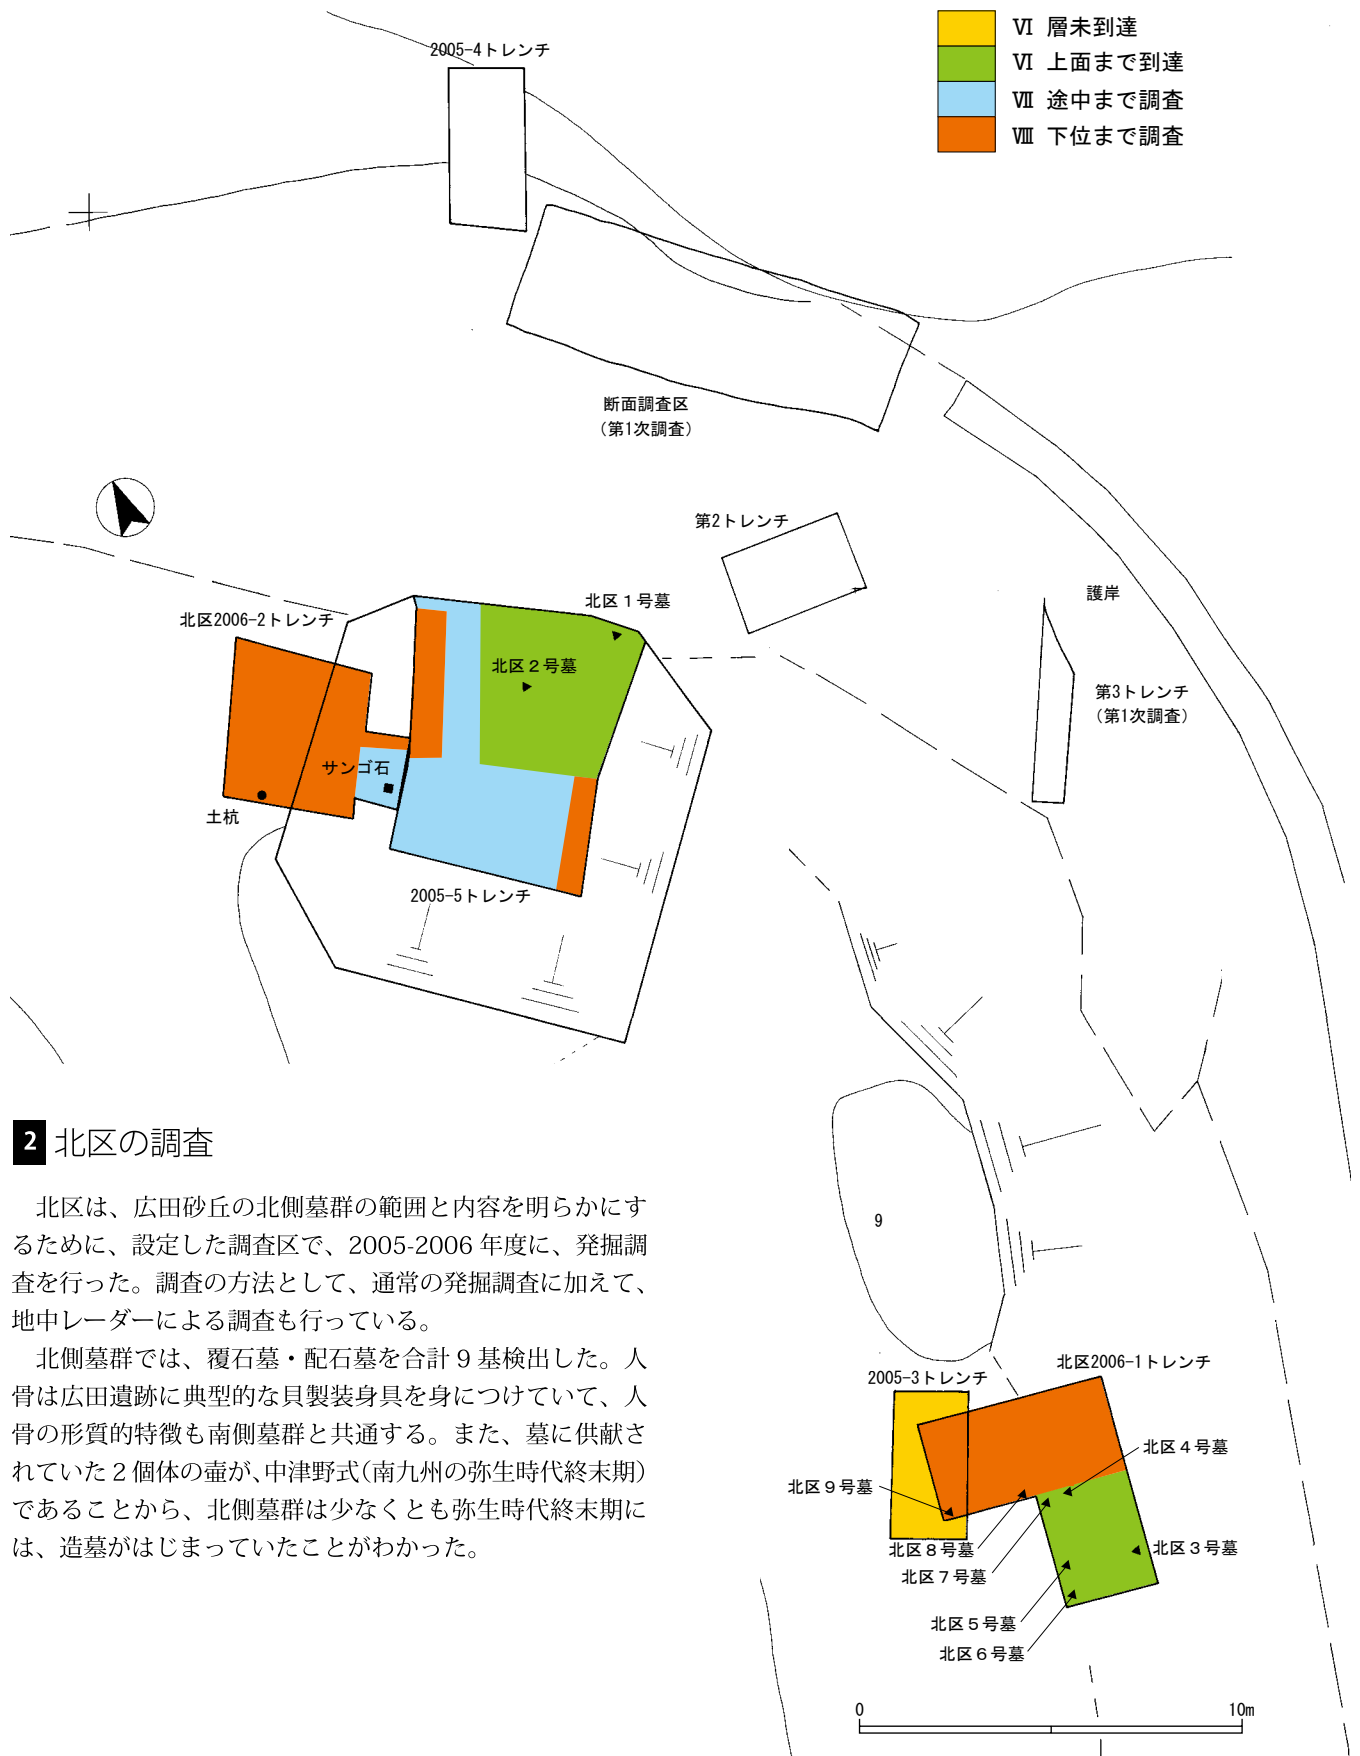 2005-4トレンチ
Ⅵ 層未到達
Ⅵ 上面まで到達
Ⅶ 途中まで調査
Ⅷ 下位まで調査
断面調査区
（第1次調査）
第2トレンチ
護岸
第3トレンチ
（第1次調査）
北区１号墓
北区2006-2トレンチ
北区２号墓
サンゴ石
土杭
2005-5トレンチ
2 北区の調査
北区は、広田砂丘の北側墓群の範囲と内容を明らかにす
るために、設定した調査区で、2005-2006 年度に、発掘調
査を行った。調査の方法として、通常の発掘調査に加えて、
地中レーダーによる調査も行っている。
北側墓群では、覆石墓・配石墓を合計 9 基検出した。人
骨は広田遺跡に典型的な貝製装身具を身につけていて、人
骨の形質的特徴も南側墓群と共通する。また、墓に供献さ
れていた 2 個体の壷が、中津野式（南九州の弥生時代終末期）
であることから、北側墓群は少なくとも弥生時代終末期に
は、造墓がはじまっていたことがわかった。
9
北区2006-1トレンチ
2005-3トレンチ
北区４号墓
北区９号墓
北区８号墓
北区３号墓
北区７号墓
北区５号墓
北区６号墓
0
10m